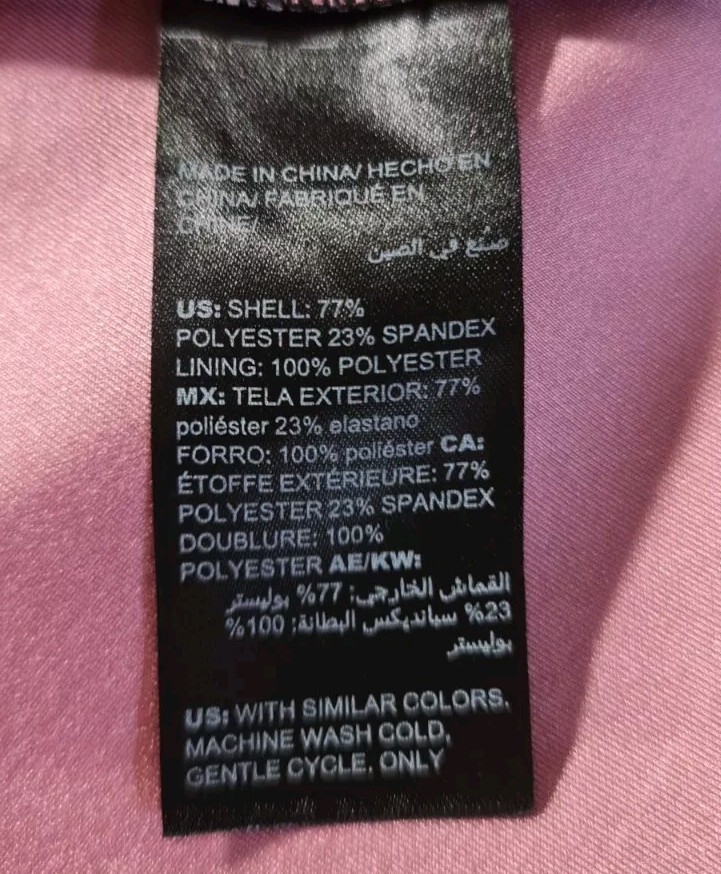 MADE IN CHINA/ HECHO EN
CHINA/ FABRIQUÉ EN
CHINE/
صُنع في الصين
US: SHELL: 77%
POLYESTER 23% SPANDEX
LINING: 100% POLYESTER
MX: TELA EXTERIOR: 77%
poliéster 23% elastano
FORRO: 100% poliéster CA:
ÉTOFFE EXTÉRIEURE: 77%
POLYESTER 23% SPANDEX
DOUBLURE: 100%
POLYESTER AE/KW:
القماش الخارجي: 77% بوليستر
23% سبانديكس البطانة: 100%
بوليستر
US: WITH SIMILAR COLORS.
MACHINE WASH COLD,
GENTLE CYCLE. ONLY